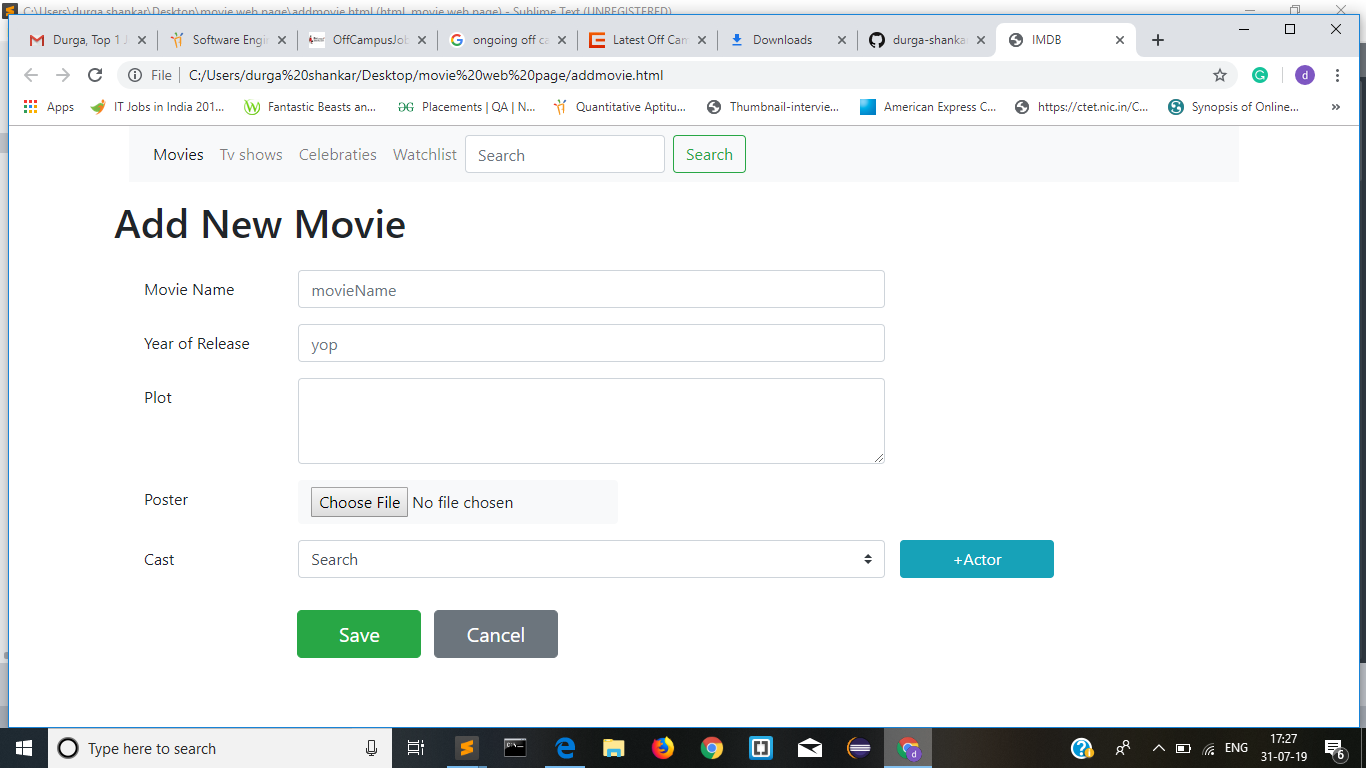 C:\Users\durga shankar\Desktop\movie web page\addmovie.html (html, movie web page) - Sublime Text (UNREGISTERED)
Durga, Top 1 J
Software Engi
OffCampusJob
ongoing off ca
Latest Off Cam
Downloads
durga-shanka
IMDB
File
C:/Users/durga%20shankar/Desktop/movie%20web%20page/addmovie.html
d
Apps
IT Jobs in India 201...
Fantastic Beasts an...
Placements | QA | N...
Quantitative Aptitu...
Thumbnail-intervie...
American Express C...
https://ctet.nic.in/C...
Synopsis of Online...
»
Movies
Tv shows
Celebraties
Watchlist
Search
Search
Add New Movie
Movie Name
movieName
Year of Release
yop
Plot
Poster
Choose File No file chosen
Cast
Search
+Actor
Save
Cancel
Type here to search
ENG
17:27
31-07-19
6